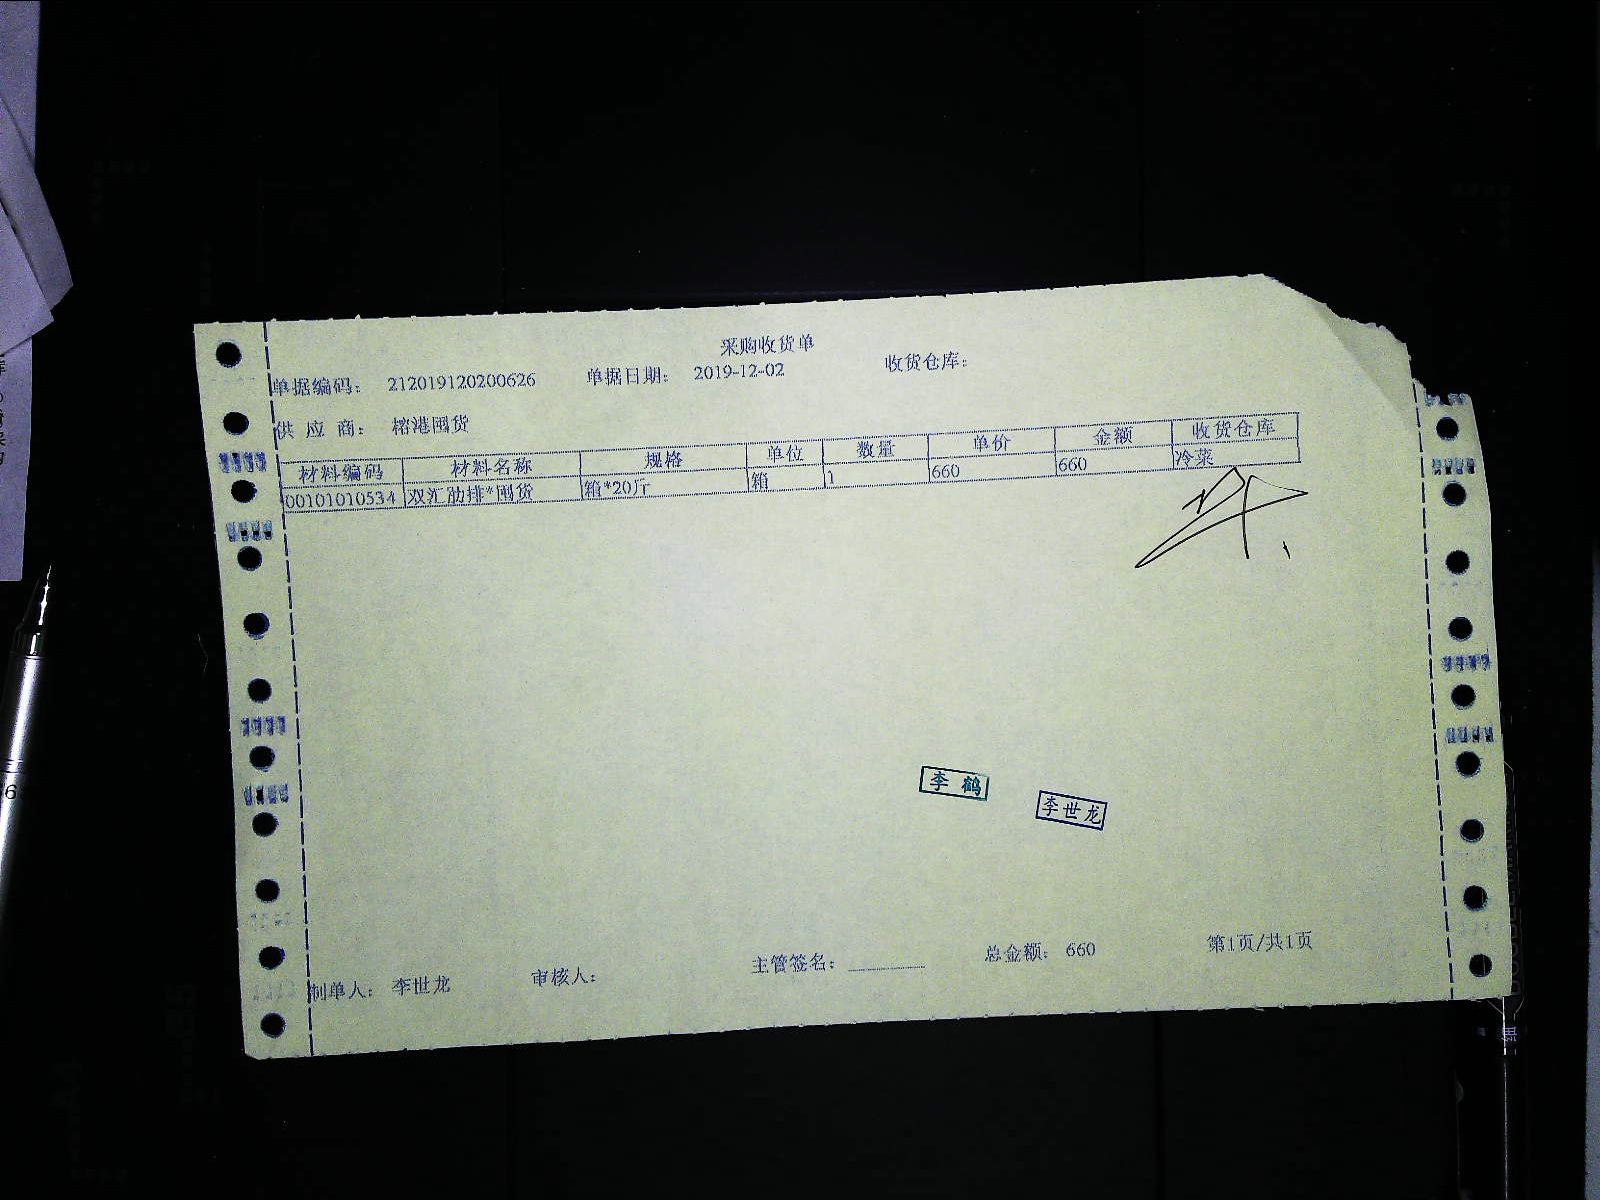 采购收货单
单据编码: 212019120200626 单据日期: 2019-12-02 收货仓库:
供应商: 榕港囤货
材料编码 材料名称 规格 单位 数量 单价 金额 收货仓库
00101010534 双汇肋排*囤货 箱*20斤 箱 1 660 660 冷菜
李鹤
李世龙
制单人: 李世龙 审核人: 主管签名: 总金额: 660 第1页/共1页